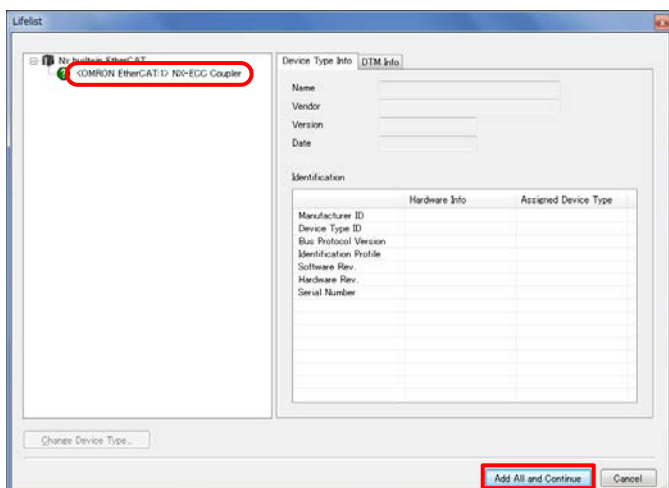 Lifelist
Nx builtein EtherCAT
<OMRON EtherCAT:1> NX-ECC Coupler
Device Type Info
DTM Info
Name
Vendor
Version
Date
Identification
Hardware Info
Assigned Device Type
Manufacturer ID
Device Type ID
Bus Protocol Version
Identification Profile
Software Rev.
Hardware Rev.
Serial Number
Change Device Type...
Add All and Continue
Cancel